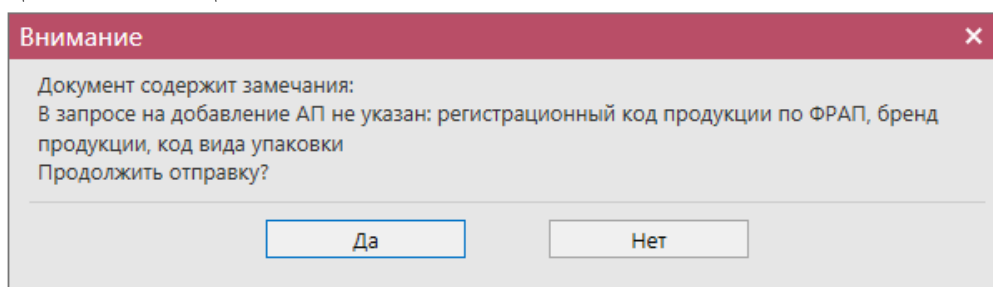 Внимание
Документ содержит замечания:
В запросе на добавление АП не указан: регистрационный код продукции по ФРАП, бренд
продукции, код вида упаковки
Продолжить отправку?
Да
Нет